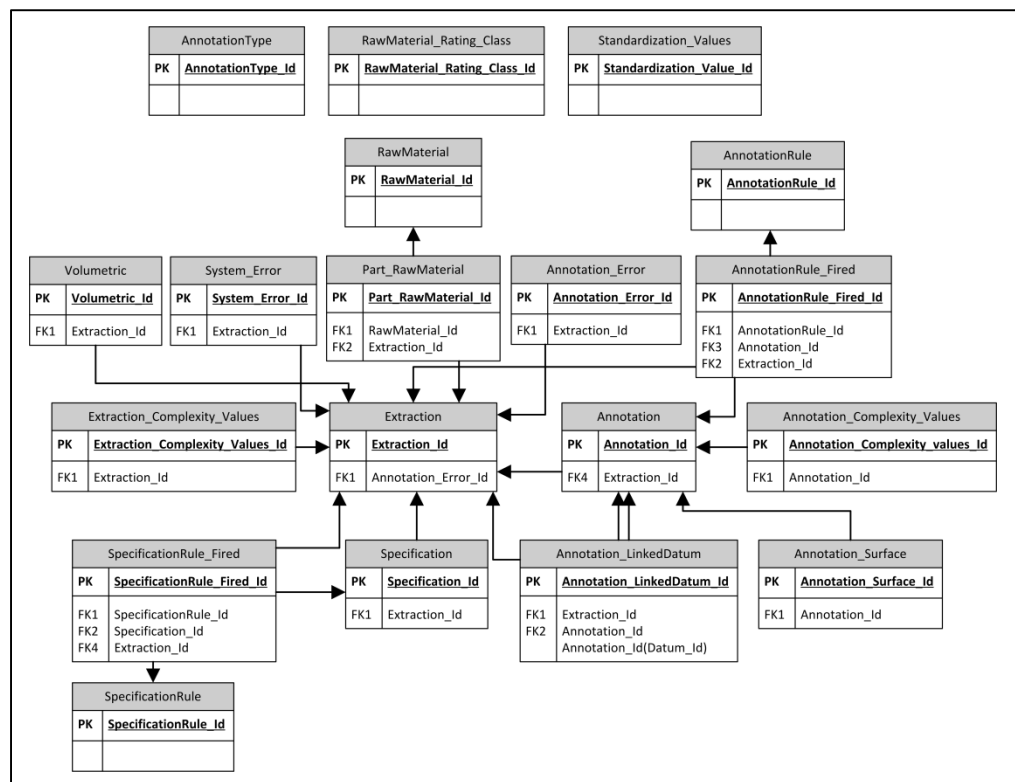 AnnotationType
PK AnnotationType_Id
RawMaterial_Rating_Class
PK RawMaterial_Rating_Class_Id
Standardization_Values
PK Standardization_Value_Id
RawMaterial
PK RawMaterial_Id
AnnotationRule
PK AnnotationRule_Id
Volumetric
PK Volumetric_Id
FK1 Extraction_Id
System_Error
PK System_Error_Id
FK1 Extraction_Id
Part_RawMaterial
PK Part_RawMaterial_Id
FK1 RawMaterial_Id
FK2 Extraction_Id
Annotation_Error
PK Annotation_Error_Id
FK1 Extraction_Id
AnnotationRule_Fired
PK AnnotationRule_Fired_Id
FK1 AnnotationRule_Id
FK3 Annotation_Id
FK2 Extraction_Id
Extraction_Complexity_Values
PK Extraction_Complexity_Values_Id
FK1 Extraction_Id
Extraction
PK Extraction_Id
FK1 Annotation_Error_Id
Annotation
PK Annotation_Id
FK4 Extraction_Id
Annotation_Complexity_Values
PK Annotation_Complexity_values_Id
FK1 Annotation_Id
SpecificationRule_Fired
PK SpecificationRule_Fired_Id
FK1 SpecificationRule_Id
FK2 Specification_Id
FK4 Extraction_Id
Specification
PK Specification_Id
FK1 Extraction_Id
Annotation_LinkedDatum
PK Annotation_LinkedDatum_Id
FK1 Extraction_Id
FK2 Annotation_Id
Annotation_Id(Datum_Id)
Annotation_Surface
PK Annotation_Surface_Id
FK1 Annotation_Id
SpecificationRule
PK SpecificationRule_Id